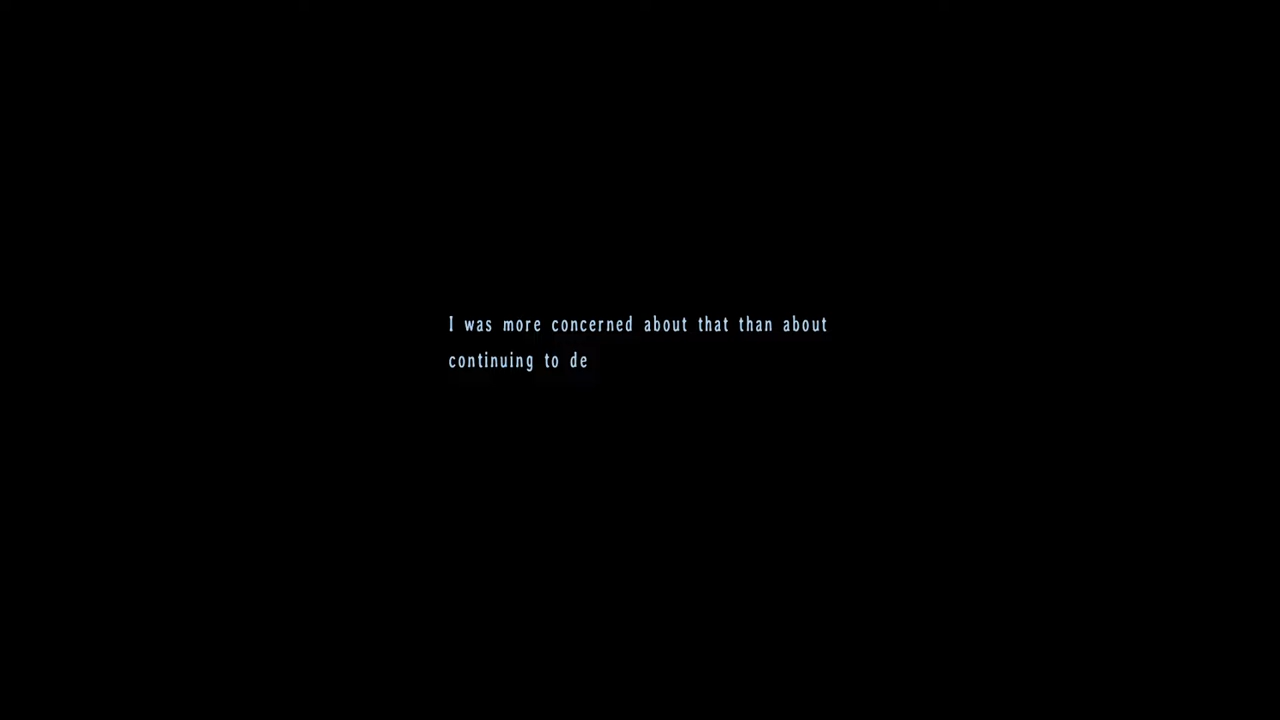 I was more concerned about that than about
continuing to de